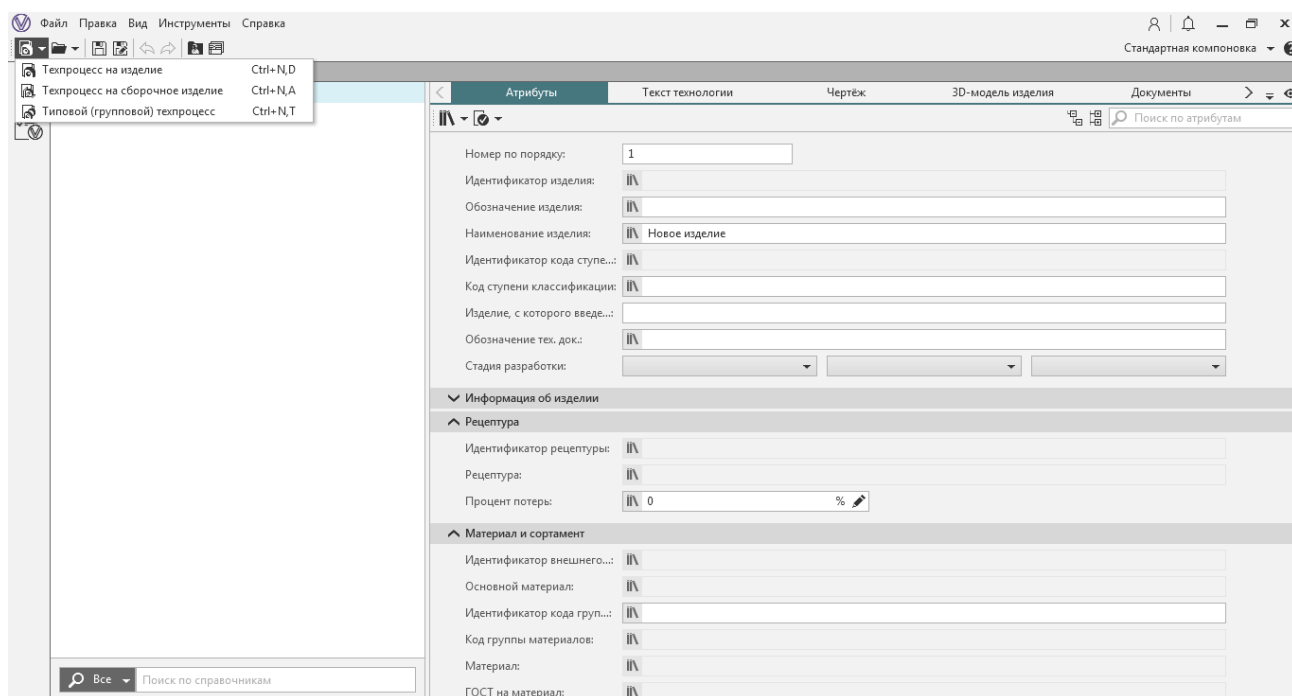 Файл Правка Вид Инструменты Справка
Стандартная компоновка
Техпроцесс на изделие Ctrl+N,D
Техпроцесс на сборочное изделие Ctrl+N,A
Типовой (групповой) техпроцесс Ctrl+N,T
Атрибуты Текст технологии Чертёж 3D-модель изделия Документы
Поиск по атрибутам
Номер по порядку: 1
Идентификатор изделия:
Обозначение изделия:
Наименование изделия: Новое изделие
Идентификатор кода ступе...:
Код ступени классификации:
Изделие, с которого введе...:
Обозначение тех. док.:
Стадия разработки:
Информация об изделии
Рецептура
Идентификатор рецептуры:
Рецептура:
Процент потерь: 0 %
Материал и сортамент
Идентификатор внешнего...:
Основной материал:
Идентификатор кода груп...:
Код группы материалов:
Материал:
ГОСТ на материал:
Все Поиск по справочникам